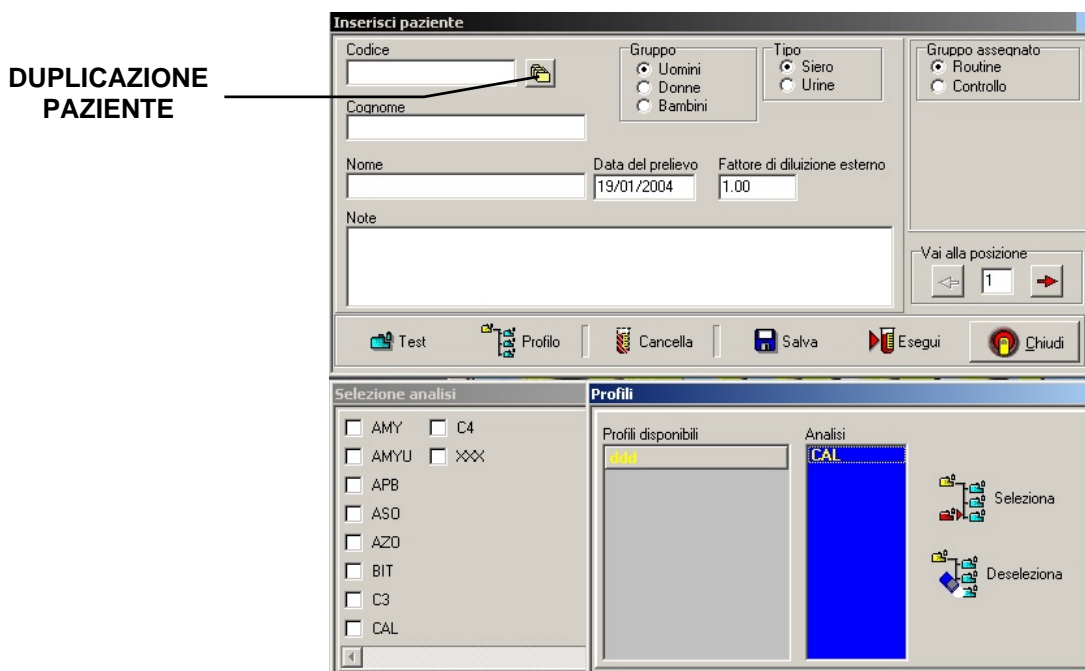 DUPLICAZIONE
PAZIENTE
Inserisci paziente
Codice
Gruppo
Uomini
Donne
Bambini
Tipo
Siero
Urine
Gruppo assegnato
Routine
Controllo
Cognome
Nome
Data del prelievo
19/01/2004
Fattore di diluizione esterno
1.00
Note
Vai alla posizione
1
Test
Profilo
Cancella
Salva
Esegui
Chiudi
Selezione analisi
AMY
C4
AMYU
XXX
APB
ASO
AZO
BIT
C3
CAL
Profili
Profili disponibili
ddd
Analisi
CAL
Seleziona
Deseleziona